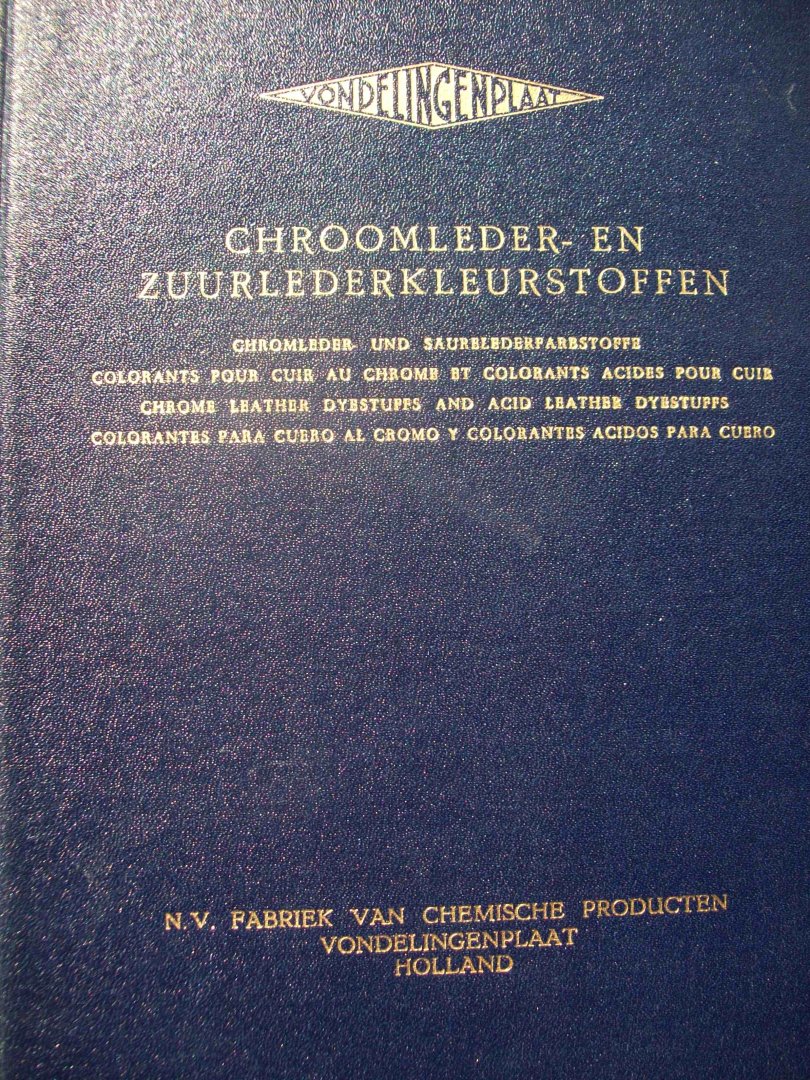 VONDELINGENPLAAT
CHROOMLEDER- EN
ZUURLEDERKLEURSTOFFEN
CHROMLEDER- UND SAURELEDERFARBSTOFFE
COLORANTS POUR CUIR AU CHROME ET COLORANTS ACIDES POUR CUIR
CHROME LEATHER DYESTUFFS AND ACID LEATHER DYESTUFFS
COLORANTES PARA CUERO AL CROMO Y COLORANTES ACIDOS PARA CUERO
N.V. FABRIEK VAN CHEMISCHE PRODUCTEN
VONDELINGENPLAAT
HOLLAND